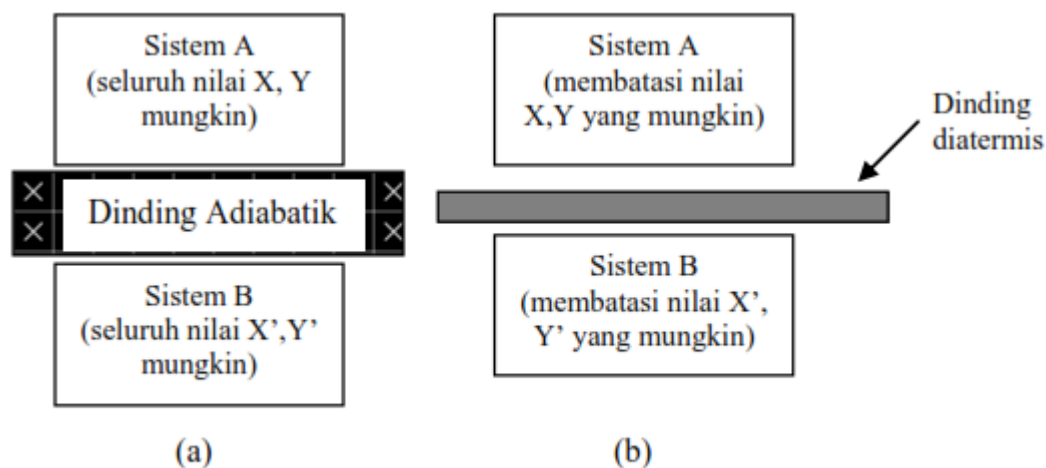 Sistem A
(seluruh nilai X, Y
mungkin)
Dinding Adiabatik
Sistem B
(seluruh nilai X’,Y’
mungkin)
(a)
Sistem A
(membatasi nilai
X,Y yang mungkin)
Dinding
diatermis
Sistem B
(membatasi nilai X’,
Y’ yang mungkin)
(b)